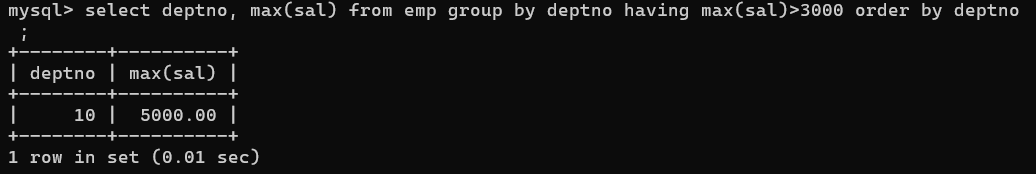 mysql> select deptno, max(sal) from emp group by deptno having max(sal)>3000 order by deptno
 ;
+--------+----------+
| deptno | max(sal) |
+--------+----------+
|     10 |  5000.00 |
+--------+----------+
1 row in set (0.01 sec)